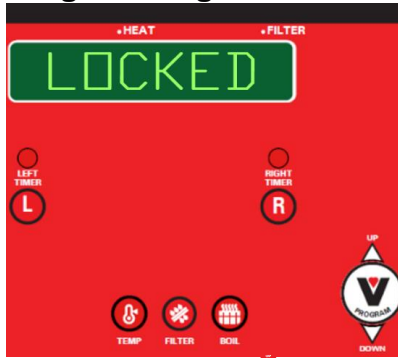 •HEAT •FILTER
LOCKED
LEFT TIMER
RIGHT TIMER
L
R
UP
PROGRAM
DOWN
TEMP FILTER BOIL